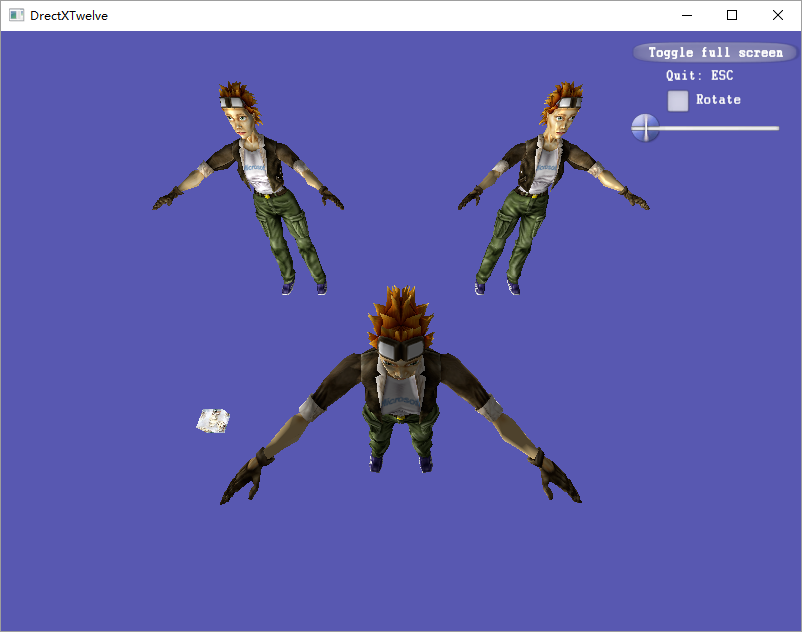 DrectXTwelve
Toggle full screen
Quit: ESC
Rotate